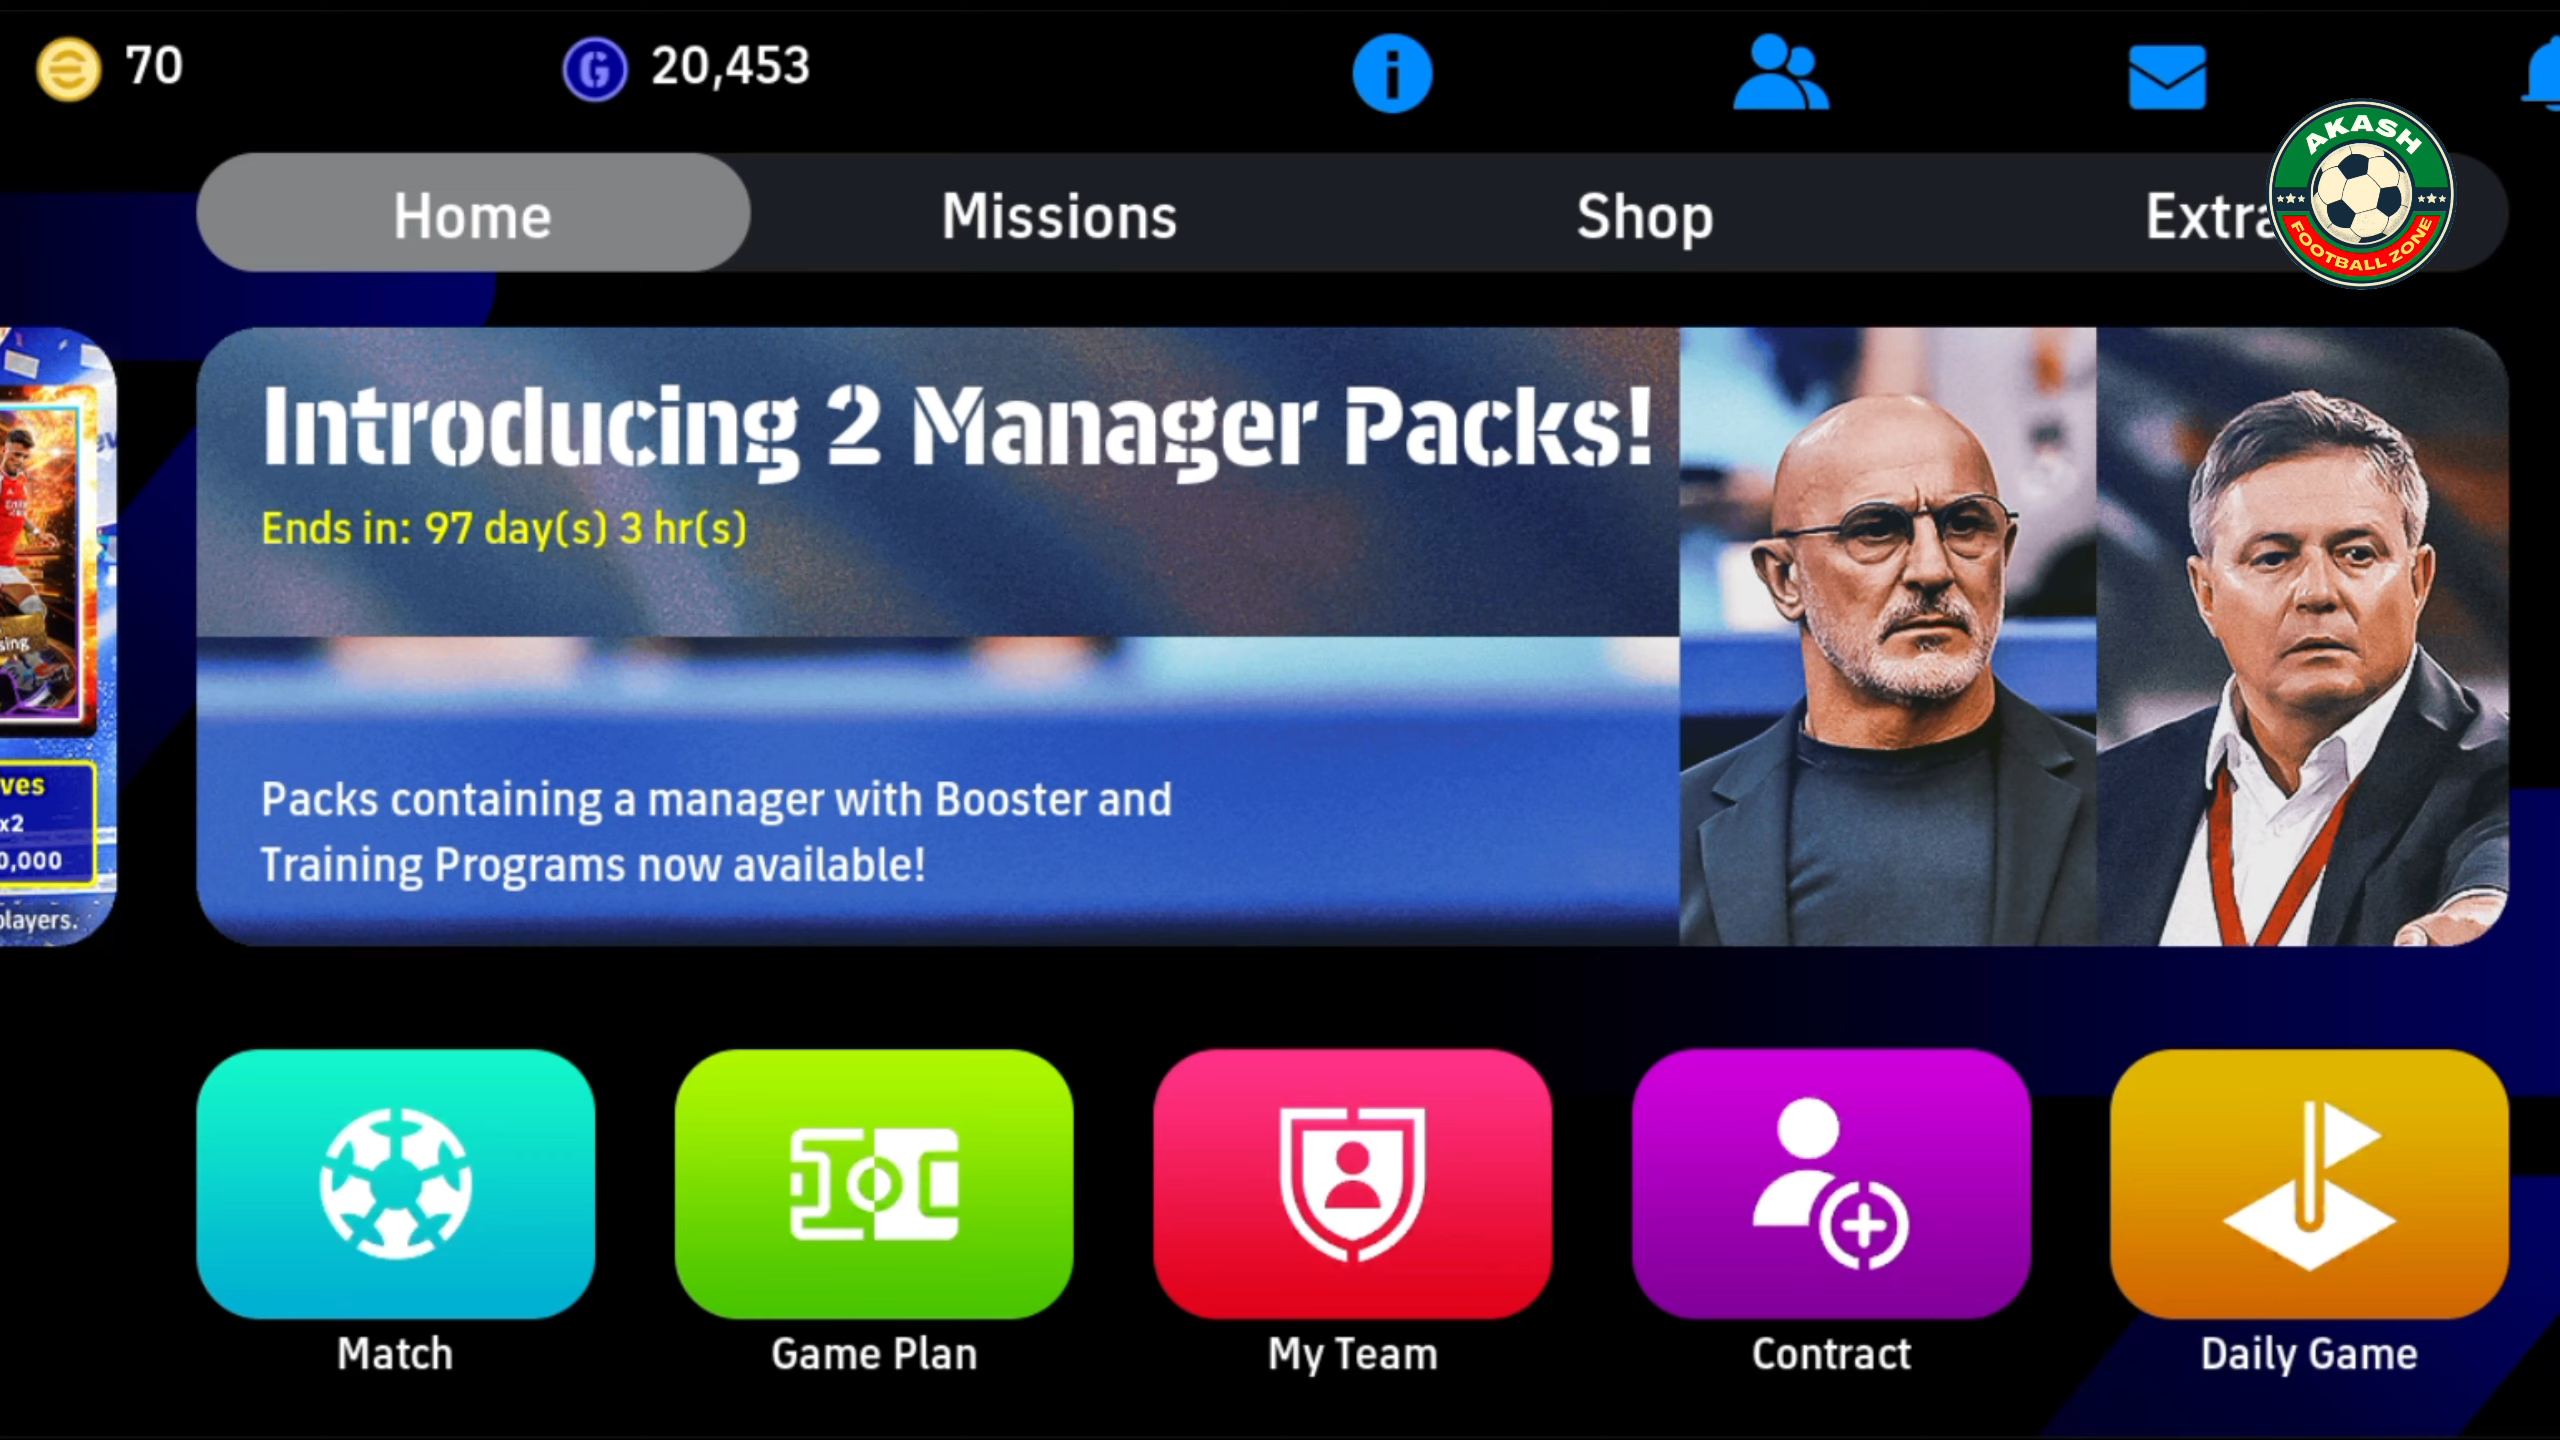 70
20,453
Home
Missions
Shop
Extra
AKASH
FOOTBALL ZONE
Introducing 2 Manager Packs!
Ends in: 97 day(s) 3 hr(s)
Packs containing a manager with Booster and
Training Programs now available!
sing
ves
x2
0,000
players.
Match
Game Plan
My Team
Contract
Daily Game